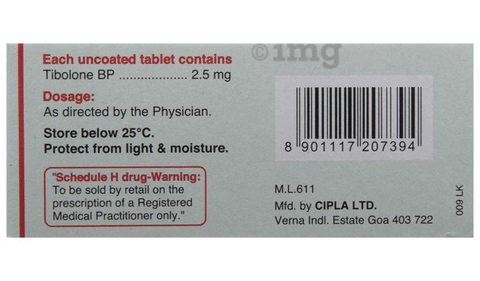 Each uncoated tablet contains
Tibolone BP ................... 2.5 mg
Dosage:
As directed by the Physician.
Store below 25°C.
Protect from light & moisture.
"Schedule H drug-Warning:
To be sold by retail on the
prescription of a Registered
Medical Practitioner only."
©img
8 901117 207394
M.L.611
Mfd. by CIPLA LTD.
Verna Indl. Estate Goa 403 722
009 LK